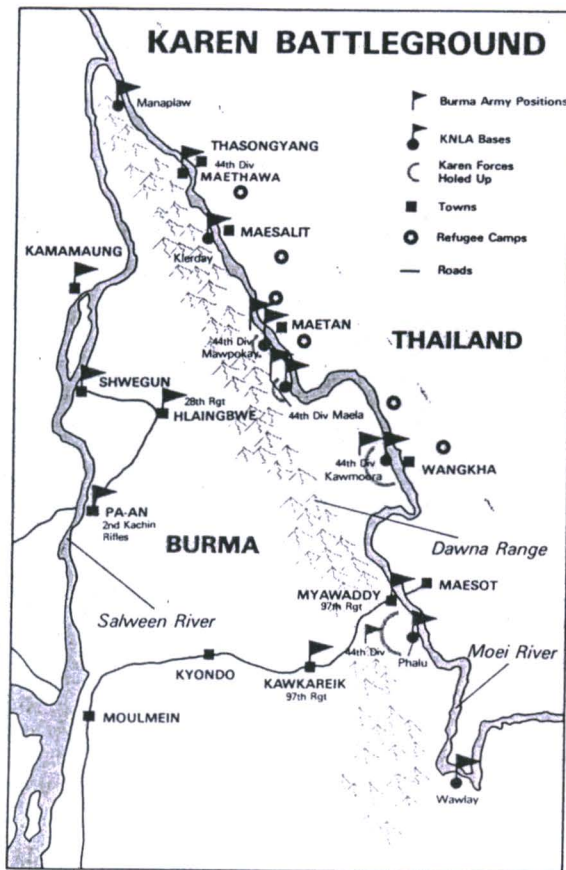 KAREN BATTLEGROUND
Burma Army Positions
KNLA Bases
Karen Forces
Holed Up
Towns
Refugee Camps
Roads
Manaplaw
THASONGYANG
44th Div
MAETHAWA
MAESALIT
Klerday
KAMAMAUNG
MAETAN
THAILAND
44th Div
Mawpokay
SHWEGUN
28th Rgt
HLAINGBWE
44th Div Maela
44th Div
Kawmoora
WANGKHA
PA-AN
2nd Kachin
Rifles
BURMA
Dawna Range
Salween River
MYAWADDY
97th Rgt
MAESOT
44th Div
Phalu
Moei River
KYONDO
KAWKAREIK
97th Rgt
MOULMEIN
Wawlay